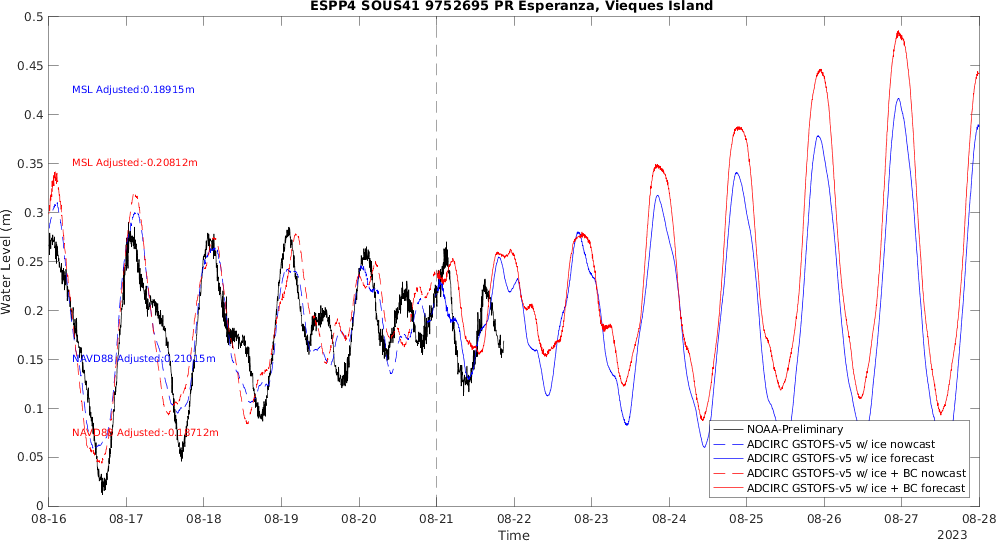 ESPP4 SOUS41 9752695 PR Esperanza, Vieques Island
0.5
0.45
0.4
0.35
0.3
0.25
0.2
0.15
0.1
0.05
0
Water Level (m)
MSL Adjusted:0.18915m
MSL Adjusted:-0.20812m
NAVD88 Adjusted:0.21015m
NAVD88 Adjusted:-0.18712m
NOAA-Preliminary
ADCIRC GSTOFS-v5 w/ ice nowcast
ADCIRC GSTOFS-v5 w/ ice forecast
ADCIRC GSTOFS-v5 w/ ice + BC nowcast
ADCIRC GSTOFS-v5 w/ ice + BC forecast
08-16 08-17 08-18 08-19 08-20 08-21 08-22 08-23 08-24 08-25 08-26 08-27 08-28
Time
2023